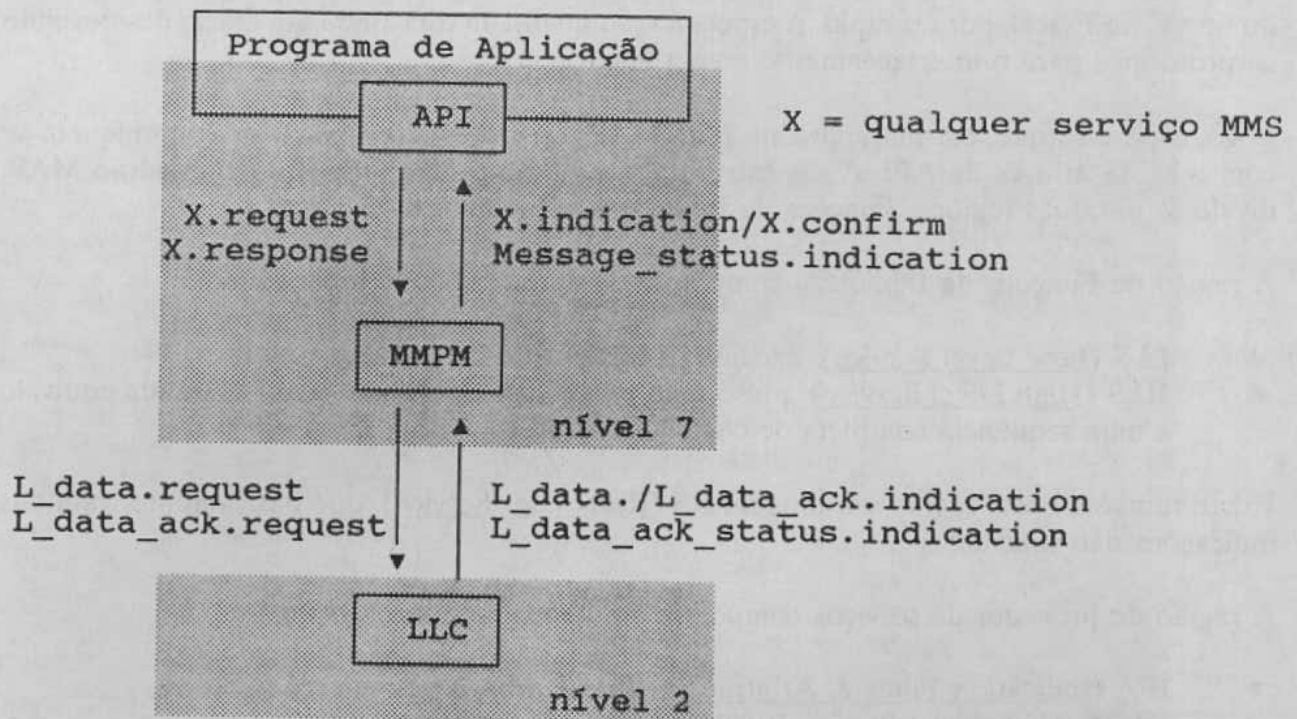 Programa de Aplicação
API
X = qualquer serviço MMS
X.request
X.response
X.indication/X.confirm
Message_status.indication
MMPM
nível 7
L_data.request
L_data_ack.request
L_data./L_data_ack.indication
L_data_ack_status.indication
LLC
nível 2